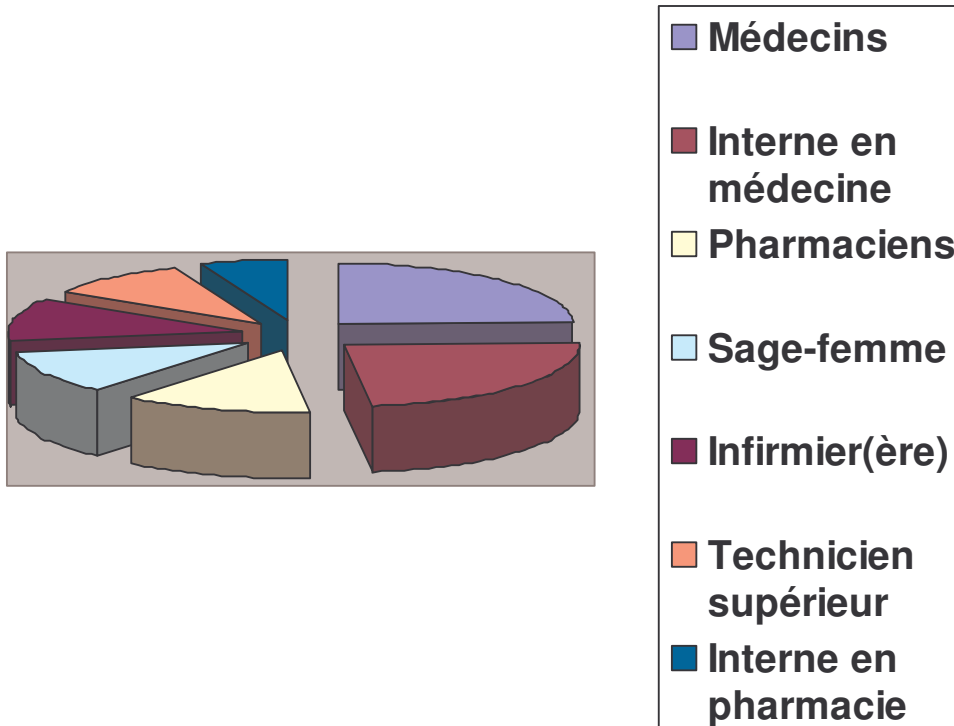 Médecins
Interne en
médecine
Pharmaciens
Sage-femme
Infirmier(ère)
Technicien
supérieur
Interne en
pharmacie